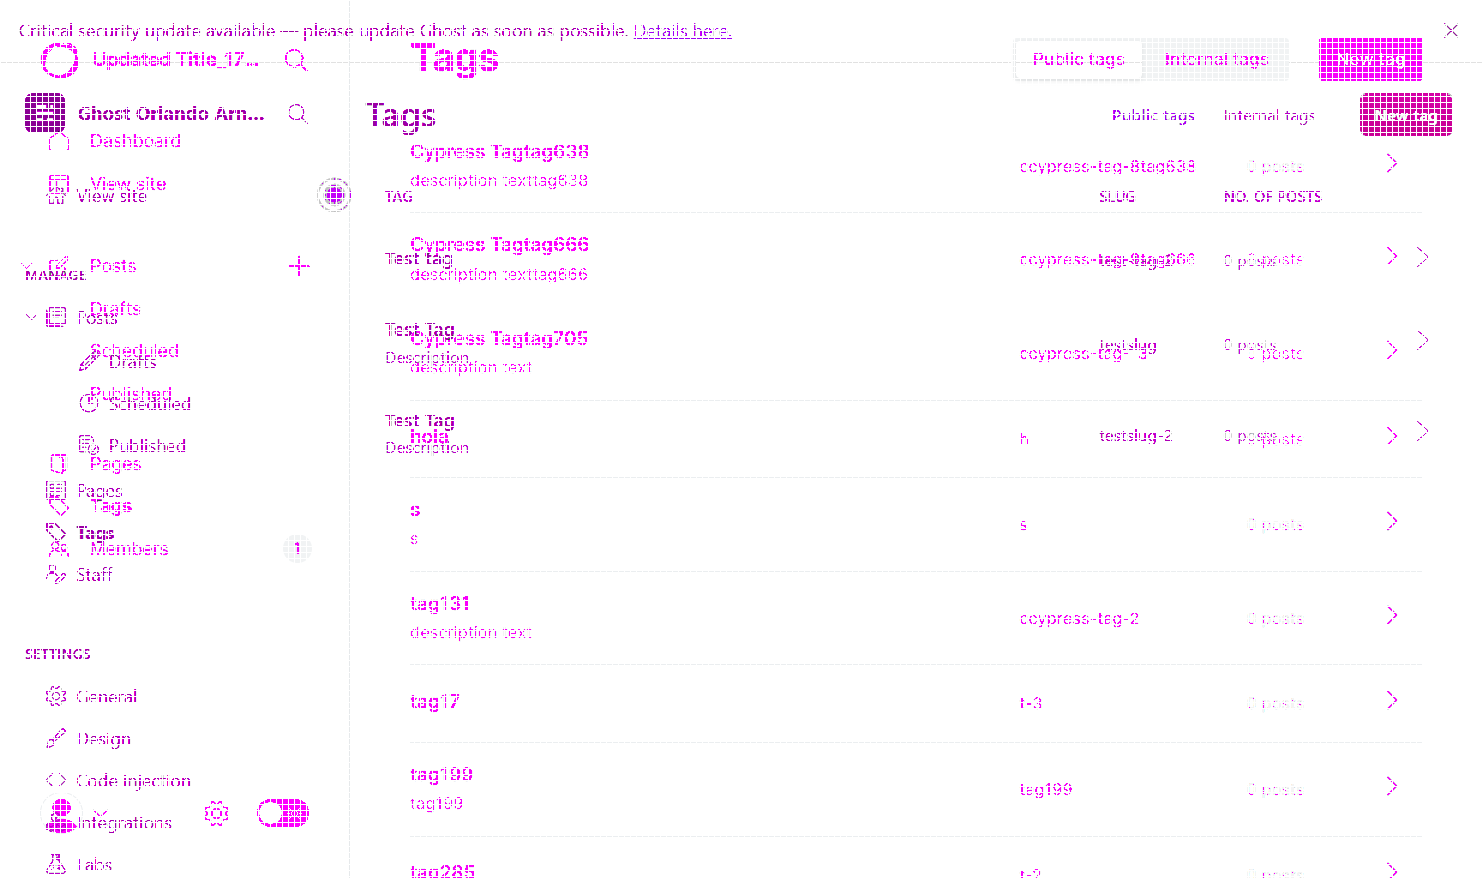 Critical security update available — please update Ghost as soon as possible. Details here.
Updated Title_17...
Tags
Public tags
Internal tags
New tag
Ghost Orlando Arn...
Tags
Public tags
Internal tags
New tag
Dashboard
View site
View site
TAG
SLUG
NO. OF POSTS
Cypress Tagtag638
description texttag638
cypress-tag-8tag638
0 posts
MANAGE
Posts
Posts
Drafts
Drafts
Scheduled
Scheduled
Published
Published
Pages
Pages
Tags
Tags
Members
1
Staff
Cypress Tagtag666
description texttag666
cypress-tag-8tag666
0 posts
Test tag
0 posts
Test Tag
Description
testslug
0 posts
Cypress Tagtag705
description text
0 posts
Test Tag
Description
testslug-2
0 posts
hola
h
0 posts
s
s
s
0 posts
tag131
description text
cypress-tag-2
0 posts
tag17
t-3
0 posts
tag199
tag199
tag199
0 posts
tag285
t-2
0 posts
SETTINGS
General
Design
Code injection
Integrations
Labs